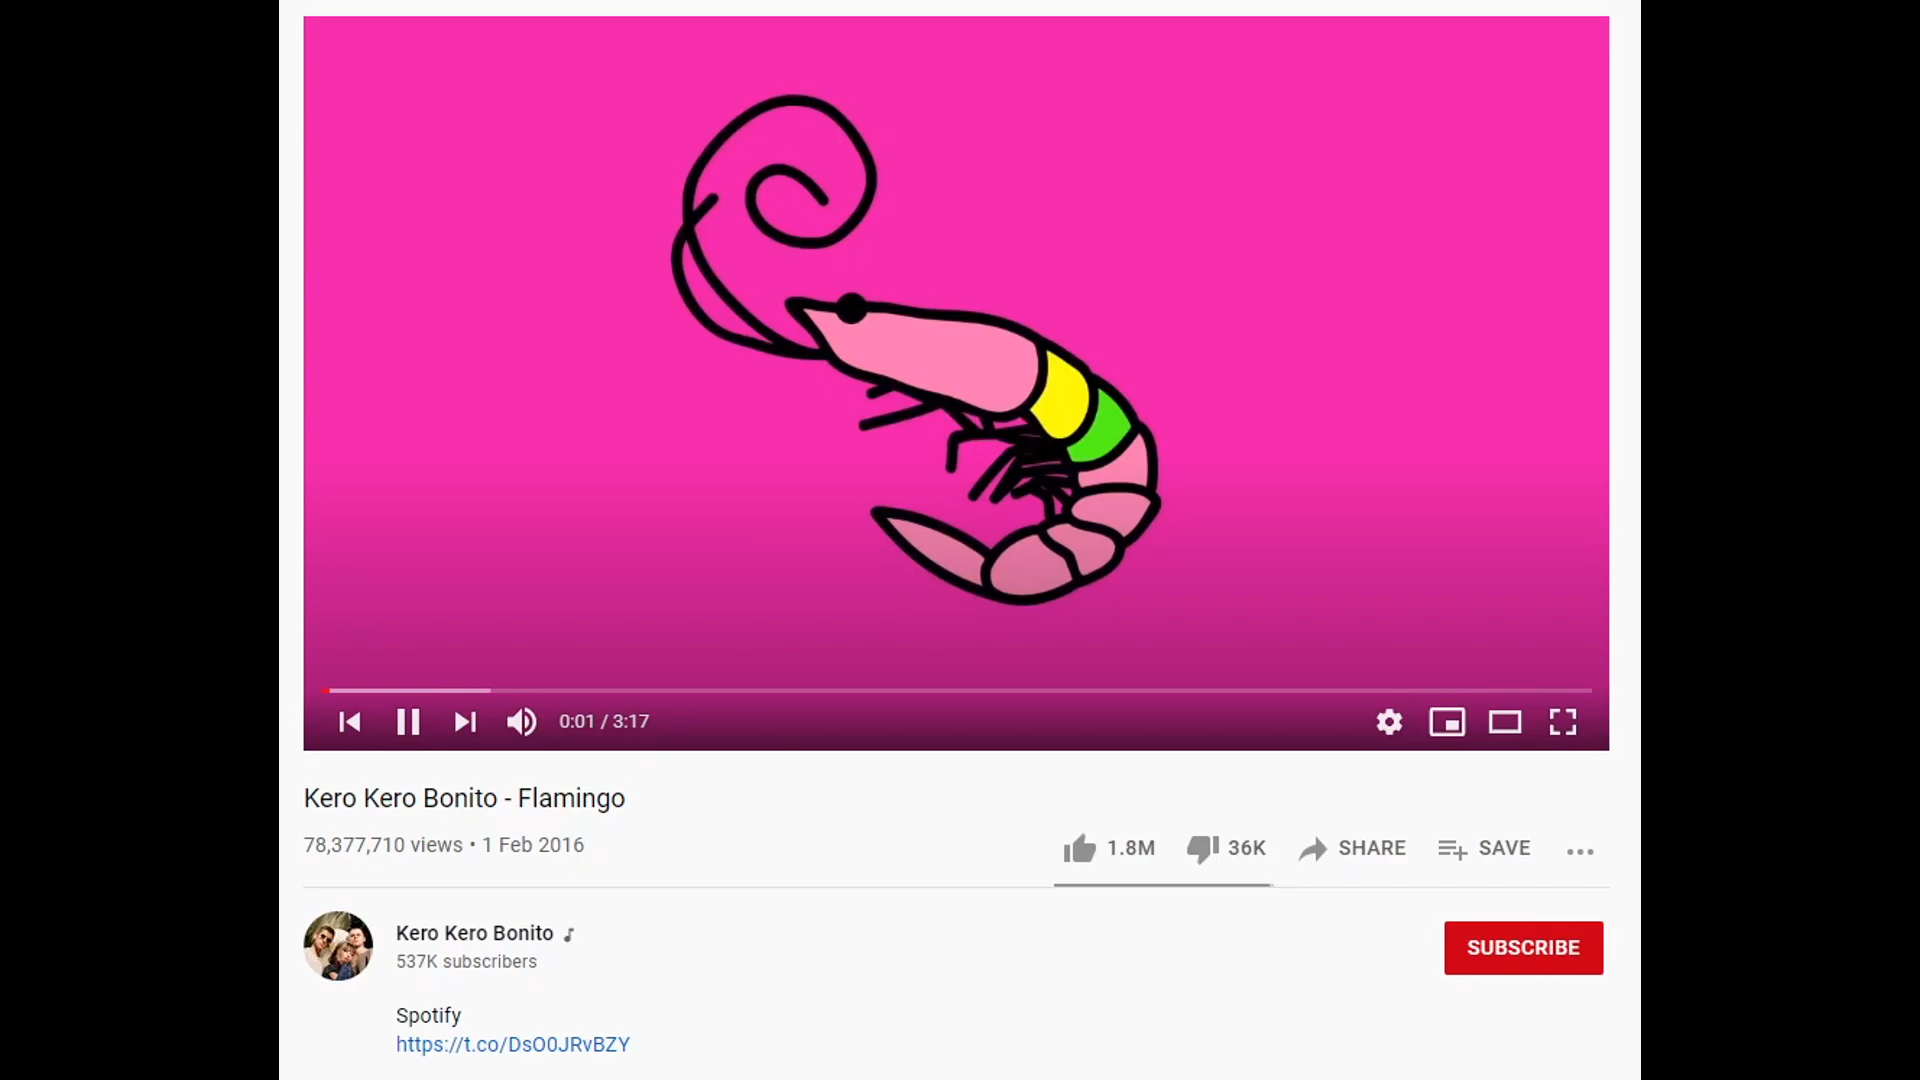 0:01 / 3:17
Kero Kero Bonito - Flamingo
78,377,710 views • 1 Feb 2016
1.8M 36K SHARE SAVE
Kero Kero Bonito
537K subscribers
SUBSCRIBE
Spotify
https://t.co/DsO0JRvBZY